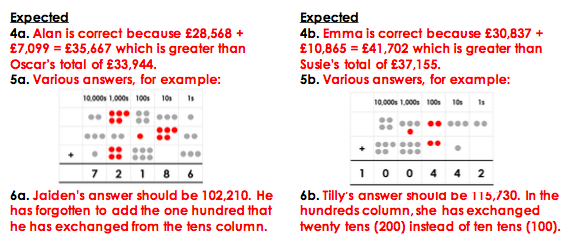 Expected
4a. Alan is correct because £28,568 +
£7,099 = £35,667 which is greater than
Oscar's total of £33,944.
5a. Various answers, for example:
10,000s 1,000s 100s 10s 1s
+
7 2 1 8 6
6a. Jaiden's answer should be 102,210. He
has forgotten to add the one hundred that
he has exchanged from the tens column.
Expected
4b. Emma is correct because £30,837 +
£10,865 = £41,702 which is greater than
Susie's total of £37,155.
5b. Various answers, for example:
10,000s 1,000s 100s 10s 1s
+
1 0 0 4 4 2
6b. Tilly's answer should be 115,730. In the
hundreds column, she has exchanged
twenty tens (200) instead of ten tens (100).